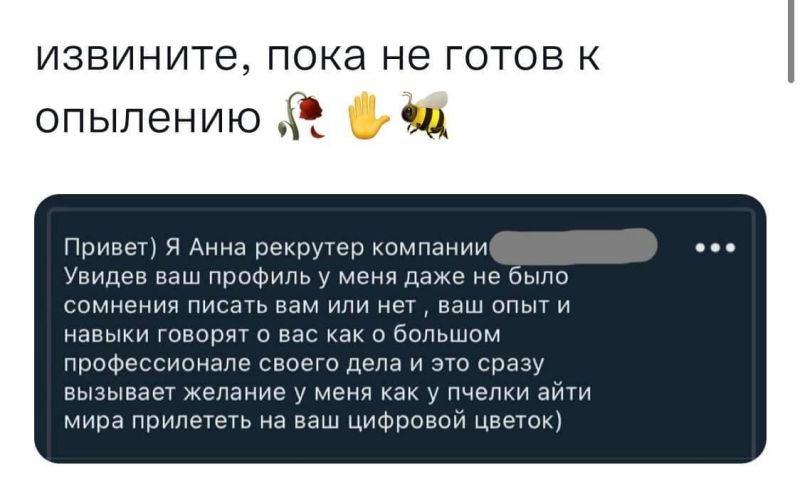 извините, пока не готов к
опылению 🥀 ✋ 🐝
Привет) Я Анна рекрутер компании
Увидев ваш профиль у меня даже не было
сомнения писать вам или нет , ваш опыт и
навыки говорят о вас как о большом
профессионале своего дела и это сразу
вызывает желание у меня как у пчелки айти
мира прилететь на ваш цифровой цветок)